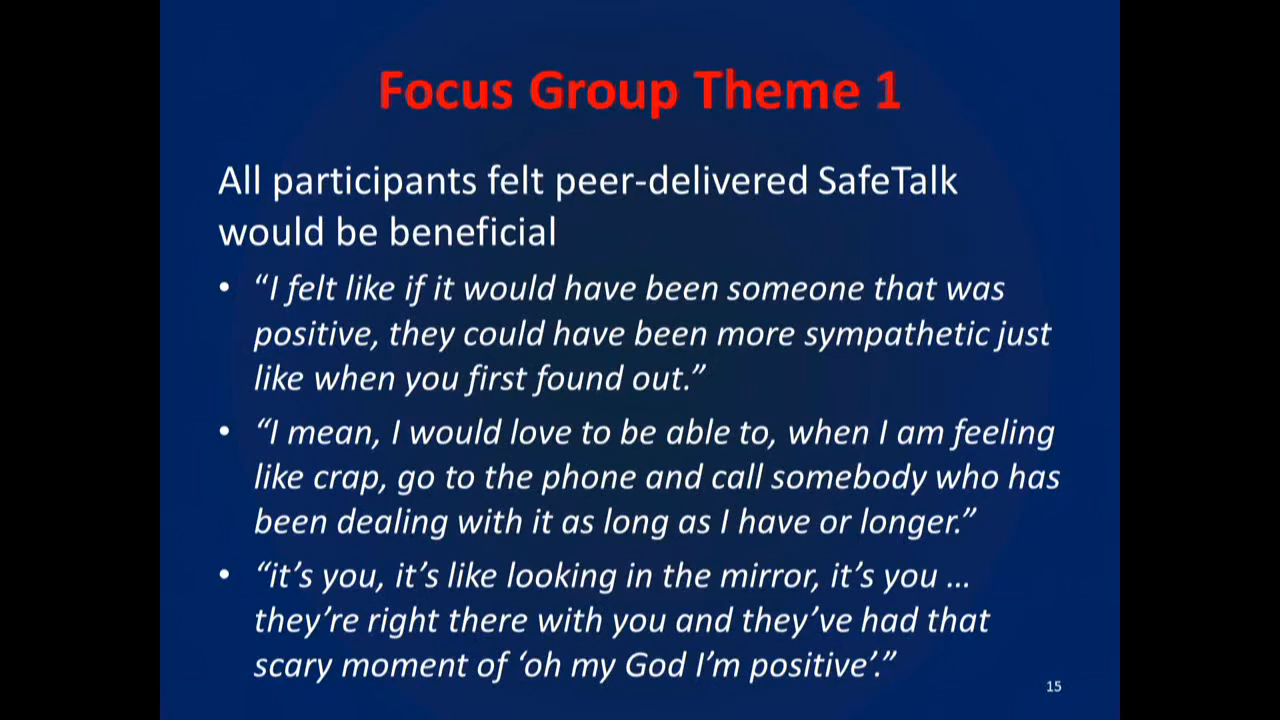 Focus Group Theme 1
All participants felt peer-delivered SafeTalk
would be beneficial
• “I felt like if it would have been someone that was
positive, they could have been more sympathetic just
like when you first found out.”
• “I mean, I would love to be able to, when I am feeling
like crap, go to the phone and call somebody who has
been dealing with it as long as I have or longer.”
• “it’s you, it’s like looking in the mirror, it’s you …
they’re right there with you and they’ve had that
scary moment of ‘oh my God I’m positive’.”
15